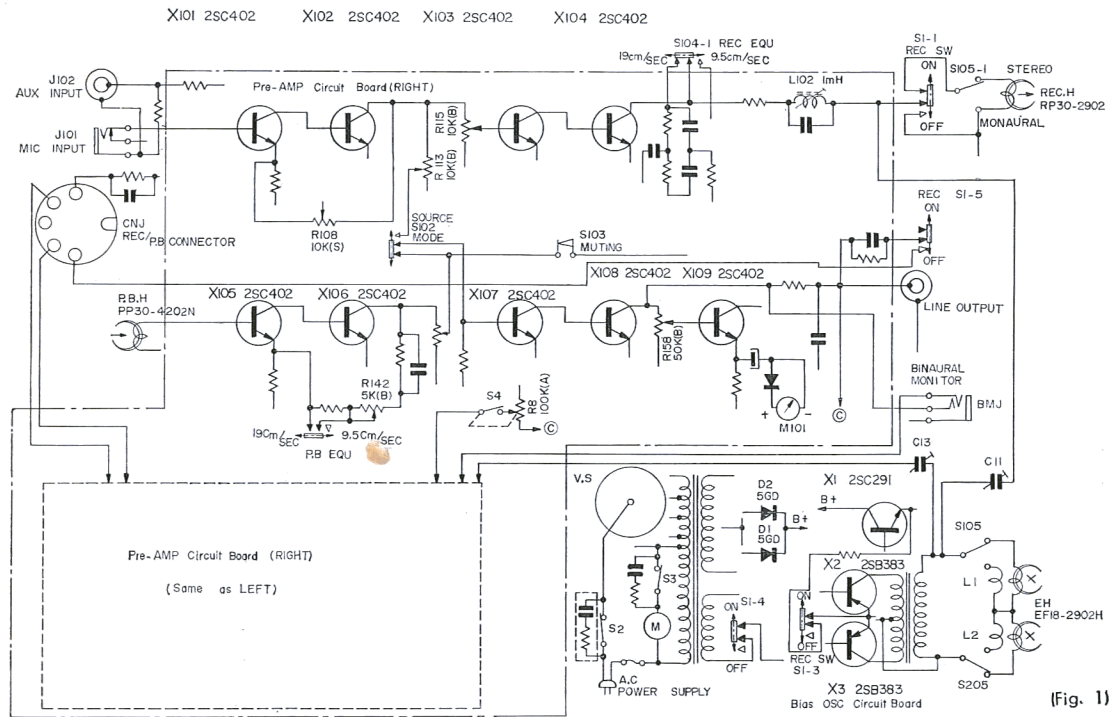 X101 2SC402 X102 2SC402 X103 2SC402 X104 2SC402
S104-1 REC EQU
19cm/SEC 9.5cm/SEC
S1-1
REC SW
ON
OFF
S105-1
STEREO
REC.H
RP30-2902
MONAURAL
L102 1mH
J102
AUX INPUT
Pre-AMP Circuit Board(RIGHT)
J101
MIC INPUT
R115
10K(B)
R113
10K(B)
CNJ
REC/P.B CONNECTOR
R108
10K(S)
SOURCE
S102
MODE
S103
MUTING
REC S1-5
ON
OFF
X105 2SC402 X106 2SC402 X107 2SC402 X108 2SC402 X109 2SC402
P.B.H
PP30-4202N
LINE OUTPUT
R158
50K(B)
R142
5K(B)
S4
R8
100K(A)
C
+ -
M101
C
BINAURAL
MONITOR
BMJ
19Cm/SEC 9.5Cm/SEC
P.B EQU
C13
C11
Pre-AMP Circuit Board (RIGHT)
(Same as LEFT)
V.S
D2
5GD
D1
5GD
B+
X1 2SC291
B+
S105
X2 2SB383
S3
M
S2
S1-4
ON
OFF
ON
OFF
REC SW
S1-3
L1
L2
EH
EF18-2902H
S205
A.C
POWER SUPPLY
X3 2SB383
Bias OSC Circuit Board
(Fig. 1)